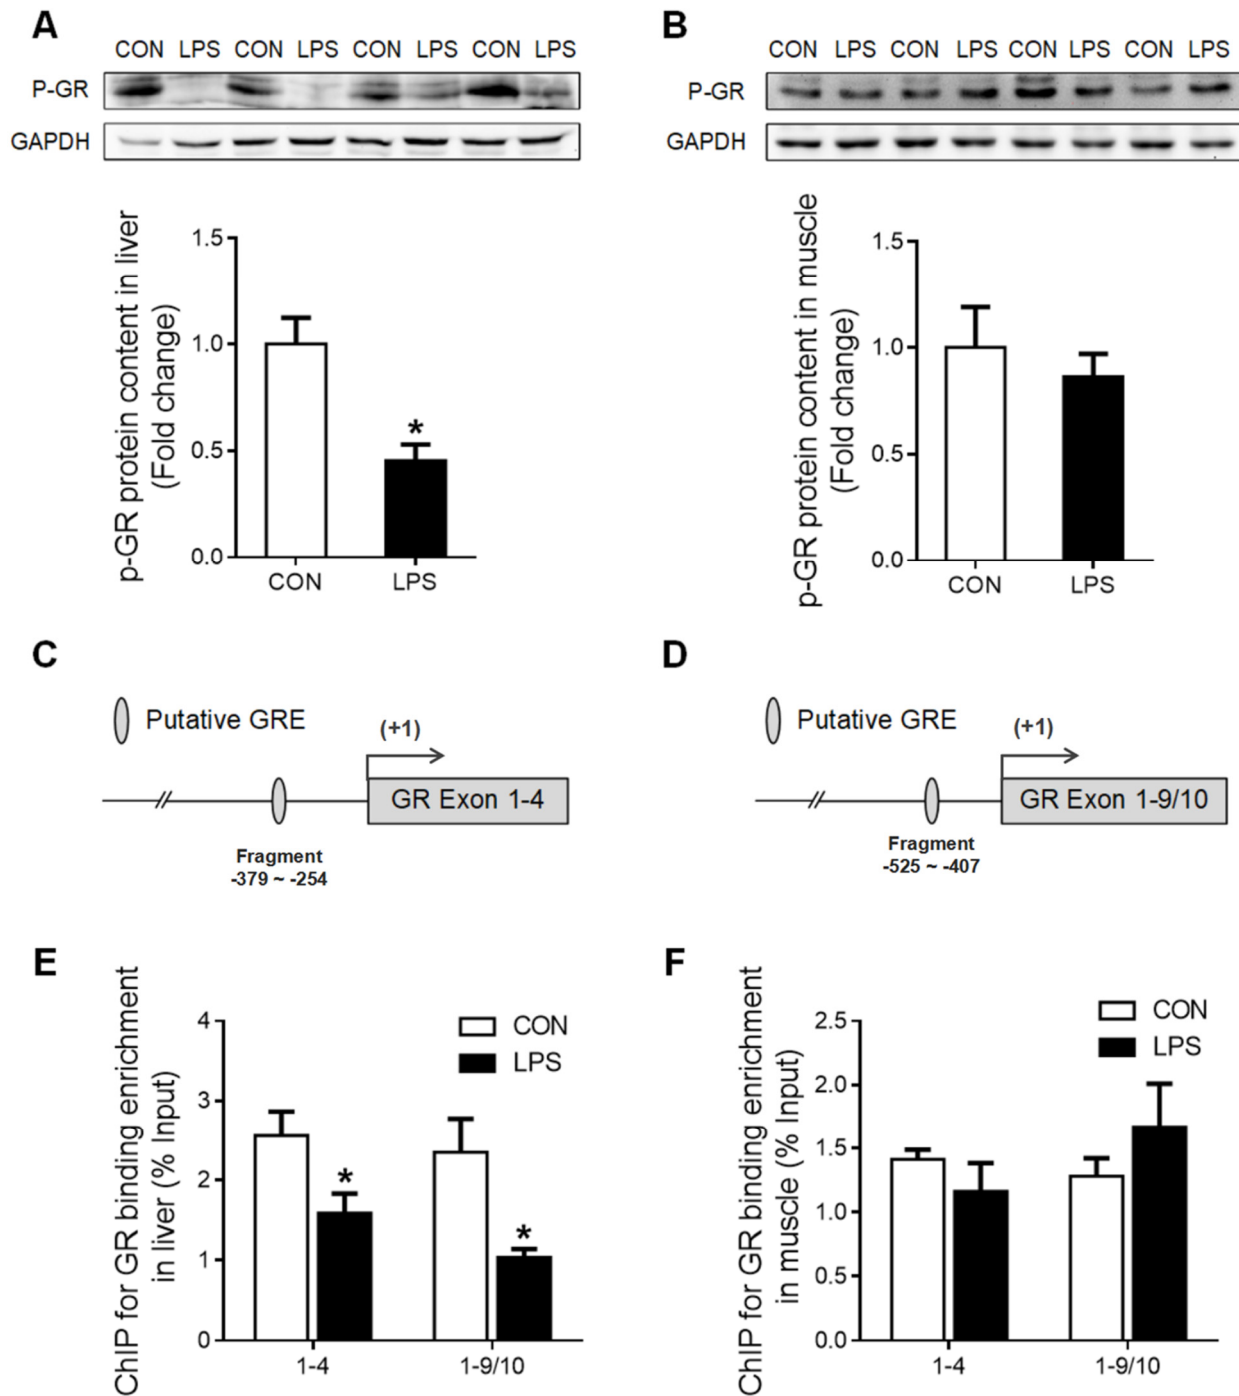 A
CON LPS CON LPS CON LPS CON LPS
P-GR
GAPDH
p-GR protein content in liver
(Fold change)
1.5
1.0
0.5
0.0
*
CON LPS
B
CON LPS CON LPS CON LPS CON LPS
P-GR
GAPDH
p-GR protein content in muscle
(Fold change)
1.5
1.0
0.5
0.0
CON LPS
C
Putative GRE
(+1)
GR Exon 1-4
Fragment
-379 ~ -254
D
Putative GRE
(+1)
GR Exon 1-9/10
Fragment
-525 ~ -407
E
ChIP for GR binding enrichment
in liver (% Input)
4
3
2
1
0
CON
LPS
*
*
1-4 1-9/10
F
ChIP for GR binding enrichment
in muscle (% Input)
2.5
2.0
1.5
1.0
0.5
0.0
CON
LPS
1-4 1-9/10